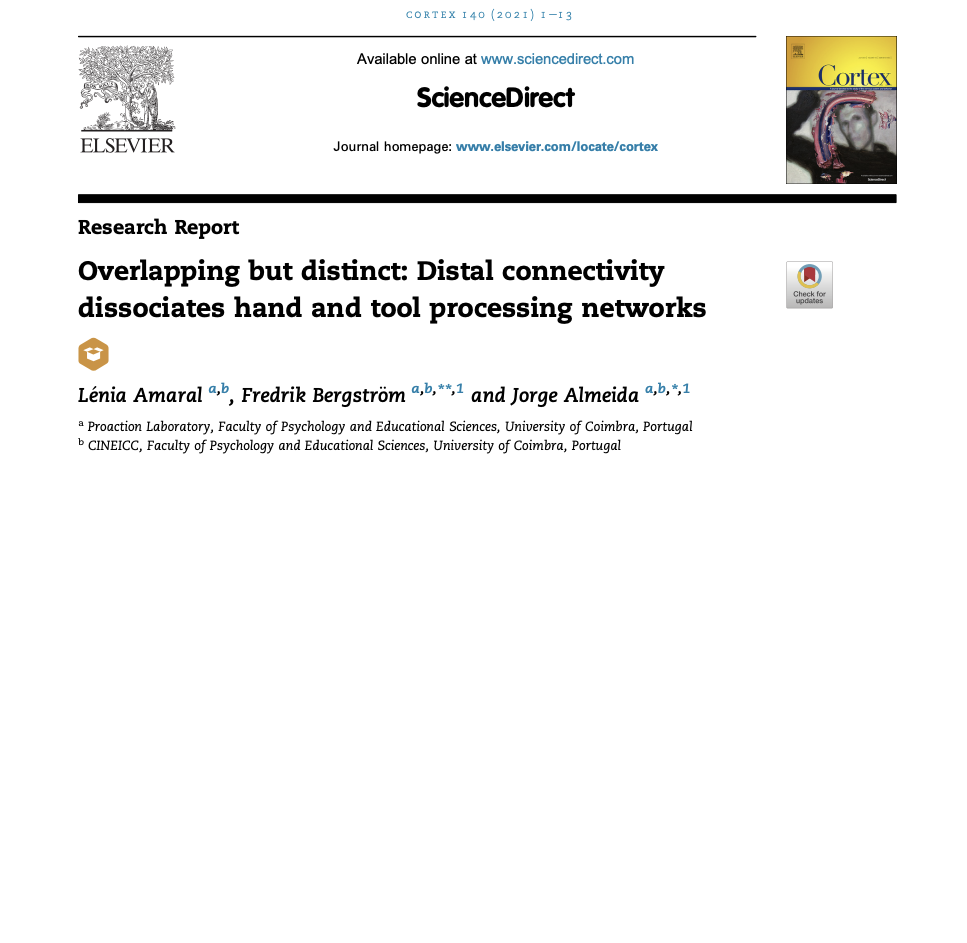 CORTEX 140 (2021) 1–13
Available online at www.sciencedirect.com
ScienceDirect
Journal homepage: www.elsevier.com/locate/cortex
ELSEVIER
Cortex
Research Report
Overlapping but distinct: Distal connectivity
dissociates hand and tool processing networks
Check for
updates
Lénia Amaral a,b, Fredrik Bergström a,b,**,1 and Jorge Almeida a,b,*,1
a Proaction Laboratory, Faculty of Psychology and Educational Sciences, University of Coimbra, Portugal
b CINEICC, Faculty of Psychology and Educational Sciences, University of Coimbra, Portugal